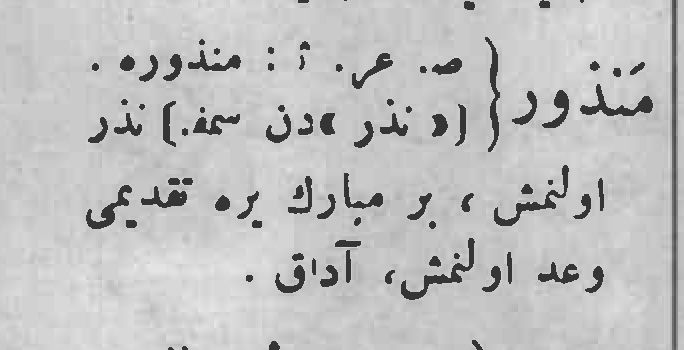 مَنذور { ص. عر. ث : منذوره .
[« نذر »دن سمف.] نذر
اولنمش ، بر مبارك يره تقديمى
وعد اولنمش، آداق .